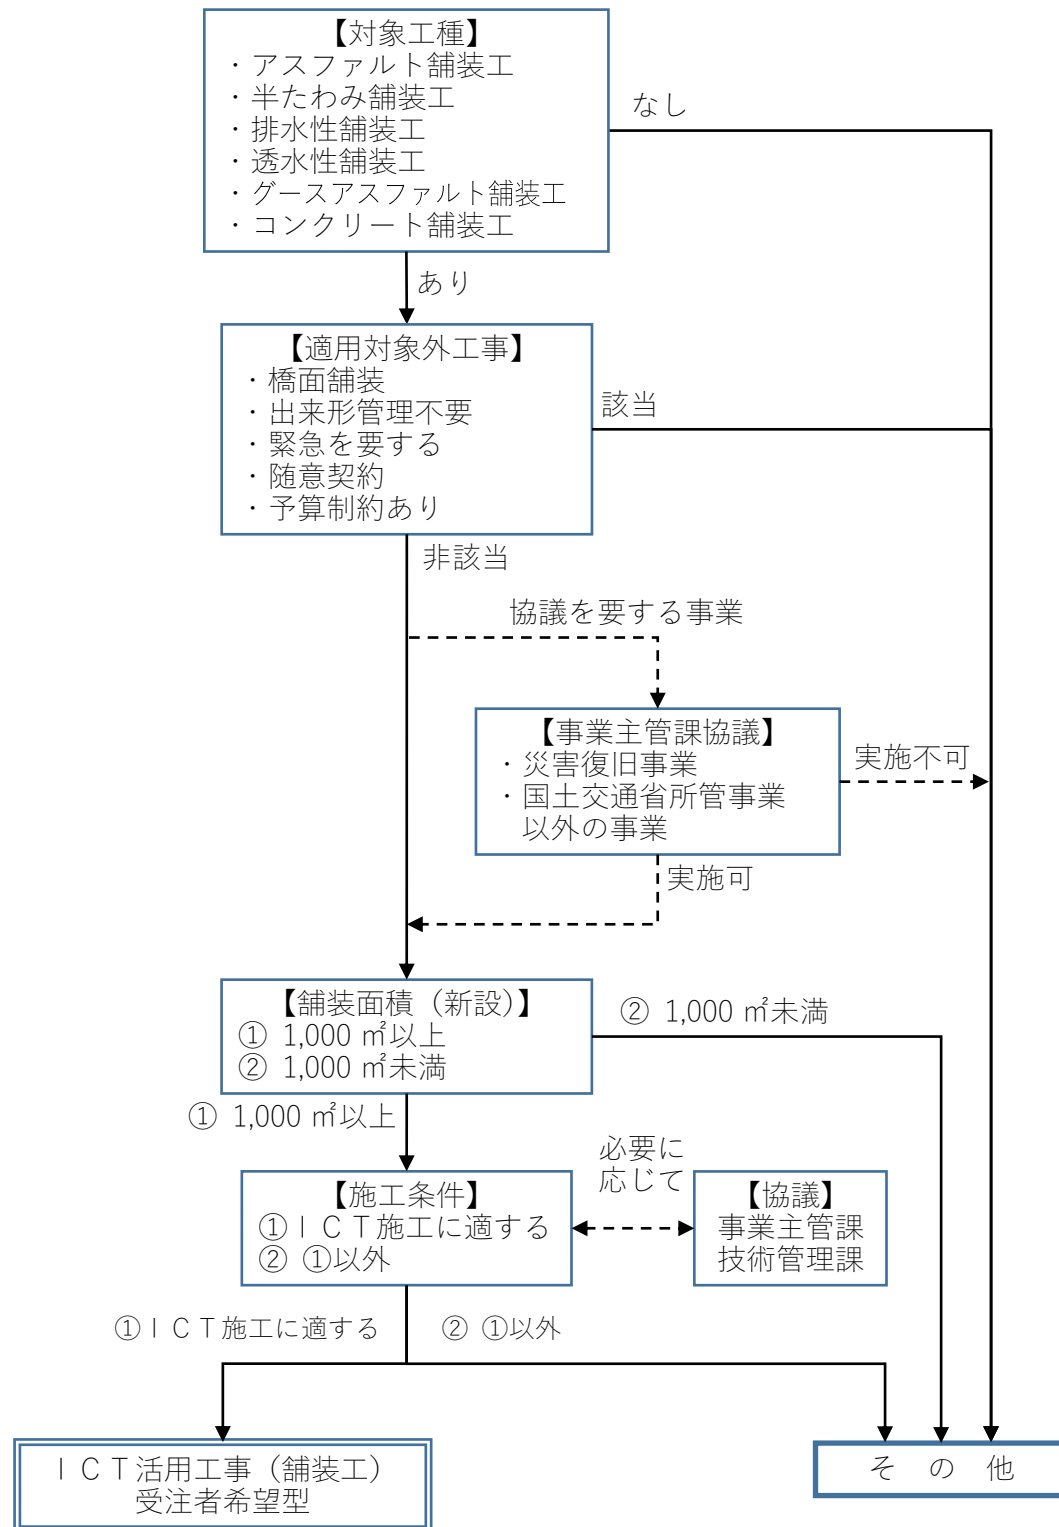 【対象工種】
・アスファルト舗装工
・半たわみ舗装工
・排水性舗装工
・透水性舗装工
・グースアスファルト舗装工
・コンクリート舗装工
なし
あり
【適用対象外工事】
・橋面舗装
・出来形管理不要
・緊急を要する
・随意契約
・予算制約あり
該当
非該当
協議を要する事業
【事業主管課協議】
・災害復旧事業
・国土交通省所管事業
以外の事業
実施不可
実施可
【舗装面積（新設）】
① 1,000 ㎡以上
② 1,000 ㎡未満
② 1,000 ㎡未満
① 1,000 ㎡以上
必要に
応じて
【施工条件】
①ＩＣＴ施工に適する
② ①以外
【協議】
事業主管課
技術管理課
①ＩＣＴ施工に適する
② ①以外
ＩＣＴ活用工事（舗装工）
受注者希望型
そ の 他